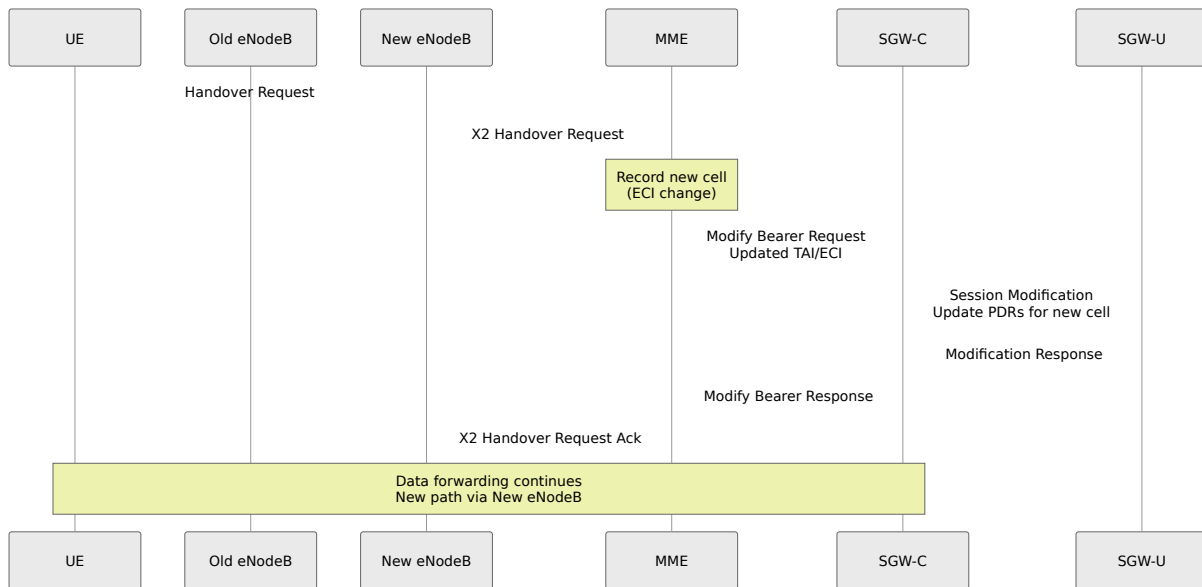 UE
Old eNodeB
New eNodeB
MME
SGW-C
SGW-U
Handover Request
X2 Handover Request
Record new cell
(ECI change)
Modify Bearer Request
Updated TAI/ECI
Session Modification
Update PDRs for new cell
Modification Response
Modify Bearer Response
X2 Handover Request Ack
Data forwarding continues
New path via New eNodeB
UE
Old eNodeB
New eNodeB
MME
SGW-C
SGW-U